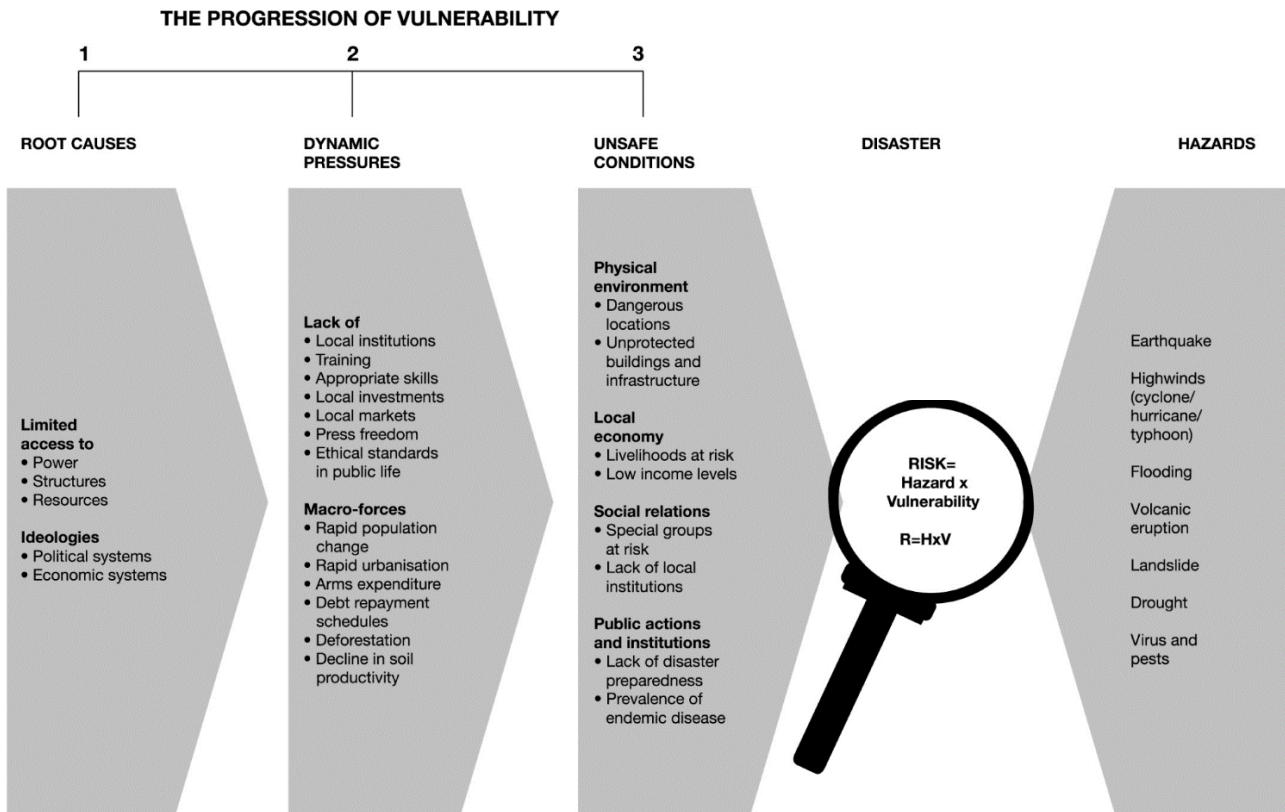 THE PROGRESSION OF VULNERABILITY
1 2 3
ROOT CAUSES
Limited
access to
• Power
• Structures
• Resources
Ideologies
• Political systems
• Economic systems
DYNAMIC
PRESSURES
Lack of
• Local institutions
• Training
• Appropriate skills
• Local investments
• Local markets
• Press freedom
• Ethical standards
in public life
Macro-forces
• Rapid population
change
• Rapid urbanisation
• Arms expenditure
• Debt repayment
schedules
• Deforestation
• Decline in soil
productivity
UNSAFE
CONDITIONS
Physical
environment
• Dangerous
locations
• Unprotected
buildings and
infrastructure
Local
economy
• Livelihoods at risk
• Low income levels
Social relations
• Special groups
at risk
• Lack of local
institutions
Public actions
and institutions
• Lack of disaster
preparedness
• Prevalence of
endemic disease
DISASTER
RISK=
Hazard x
Vulnerability
R=HxV
HAZARDS
Earthquake
Highwinds
(cyclone/
hurricane/
typhoon)
Flooding
Volcanic
eruption
Landslide
Drought
Virus and
pests